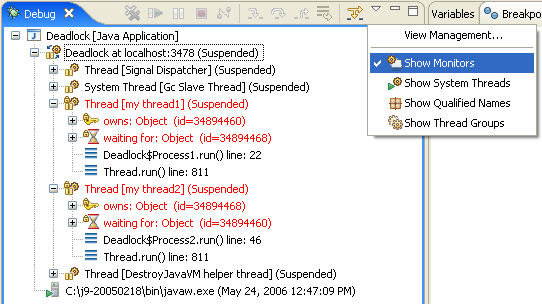 Debug
Variables
Breakpo
View Management...
Show Monitors
Show System Threads
Show Qualified Names
Show Thread Groups
Deadlock [Java Application]
Deadlock at localhost:3478 (Suspended)
Thread [Signal Dispatcher] (Suspended)
System Thread [Gc Slave Thread] (Suspended)
Thread [my thread1] (Suspended)
owns: Object (id=34894460)
waiting for: Object (id=34894468)
Deadlock$Process1.run() line: 22
Thread.run() line: 811
Thread [my thread2] (Suspended)
owns: Object (id=34894468)
waiting for: Object (id=34894460)
Deadlock$Process2.run() line: 46
Thread.run() line: 811
Thread [DestroyJavaVM helper thread] (Suspended)
C:\j9-20050218\bin\javaw.exe (May 24, 2006 12:47:09 PM)